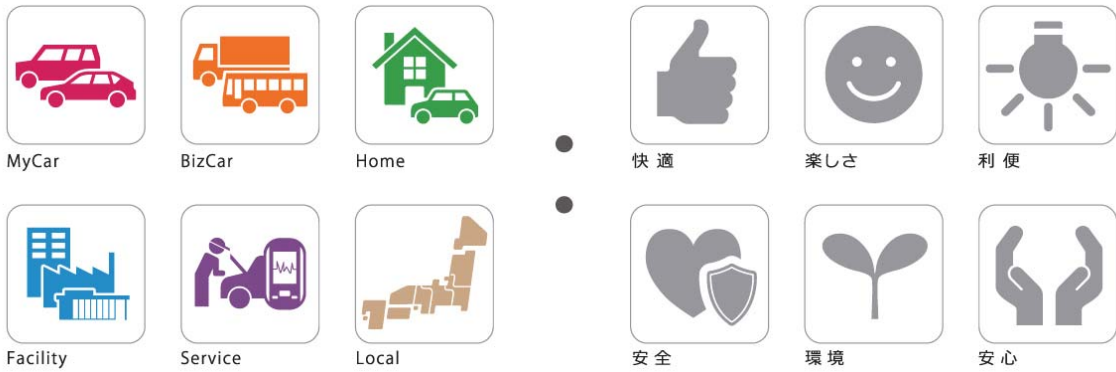 MyCar
BizCar
Home
快適
楽しさ
利便
Facility
Service
Local
安全
環境
安心